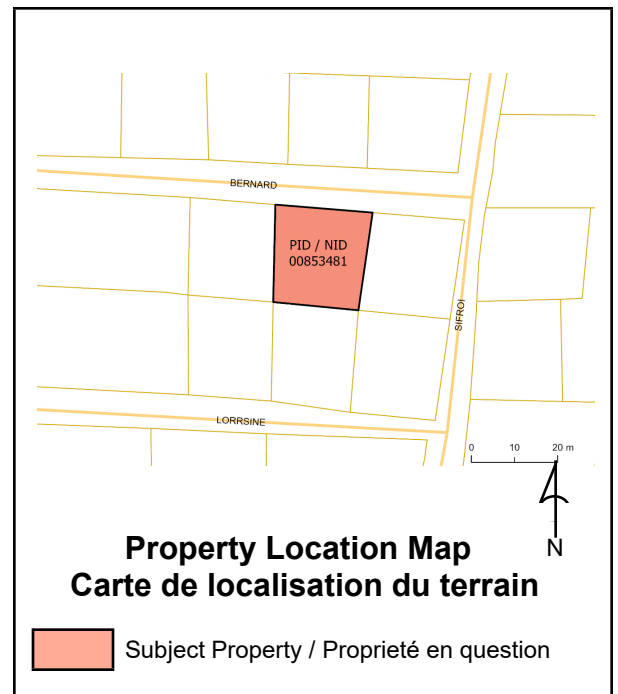 BERNARD
PID / NID
00853481
SIFROI
LORRSINE
0 10 20 m
N
Property Location Map
Carte de localisation du terrain
Subject Property / Proprieté en question